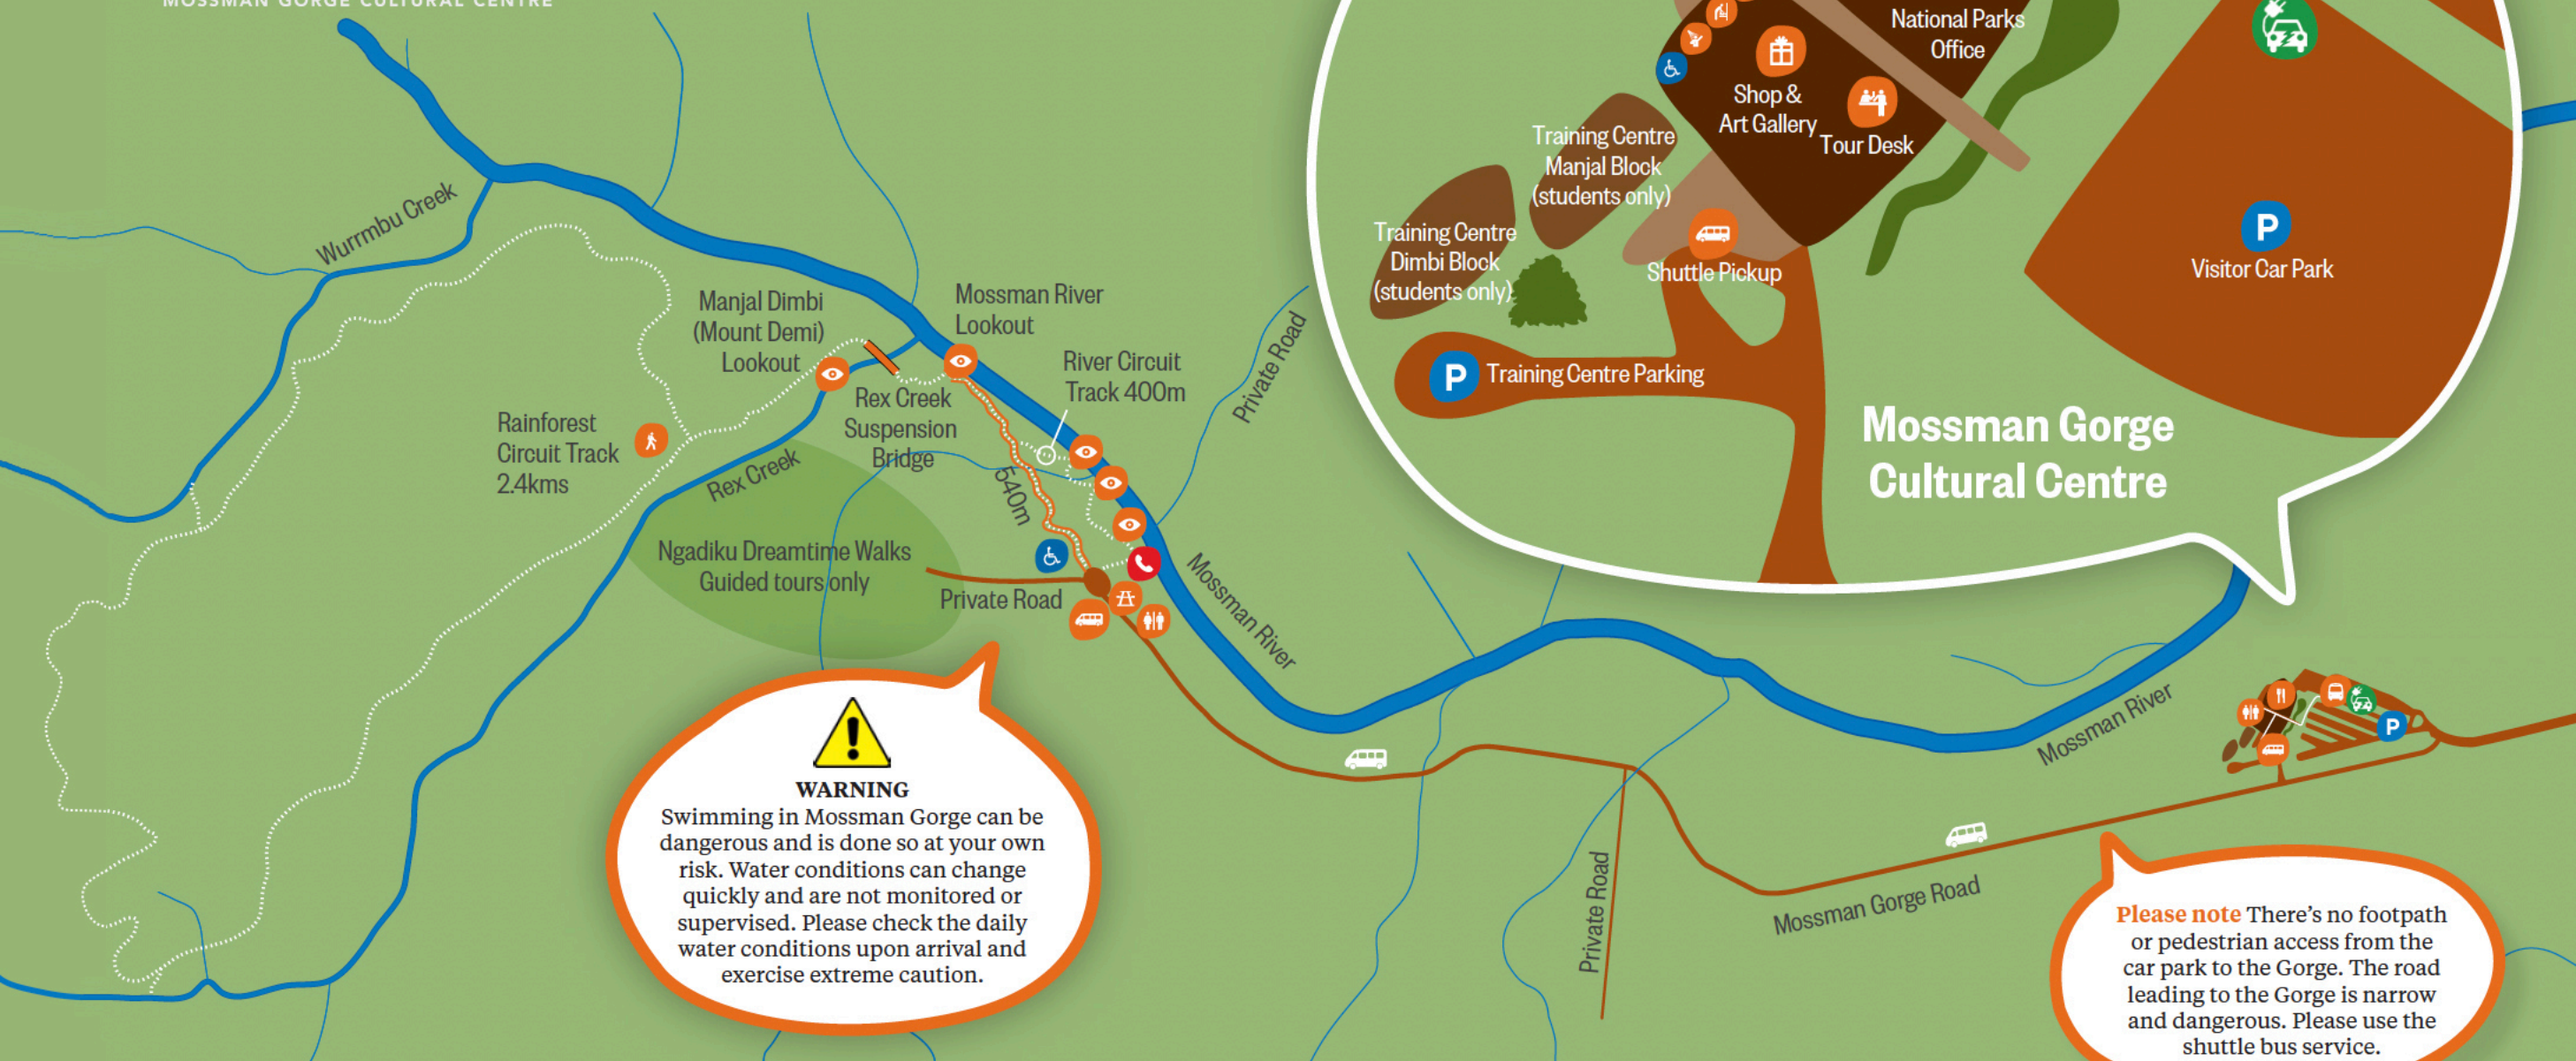 MOSSMAN GORGE CULTURAL CENTRE
National Parks
Office
Shop &
Art Gallery
Tour Desk
Training Centre
Manjal Block
(students only)
Training Centre
Dimbi Block
(students only)
Shuttle Pickup
P
Visitor Car Park
P Training Centre Parking
Mossman Gorge
Cultural Centre
Wurrmbu Creek
Manjal Dimbi
(Mount Demi)
Lookout
Mossman River
Lookout
River Circuit
Track 400m
Private Road
Rex Creek
Suspension
Bridge
Rainforest
Circuit Track
2.4kms
Rex Creek
540m
Ngadiku Dreamtime Walks
Guided tours only
Private Road
Mossman River
Mossman River
P
Private Road
Mossman Gorge Road
WARNING
Swimming in Mossman Gorge can be
dangerous and is done so at your own
risk. Water conditions can change
quickly and are not monitored or
supervised. Please check the daily
water conditions upon arrival and
exercise extreme caution.
Please note There's no footpath
or pedestrian access from the
car park to the Gorge. The road
leading to the Gorge is narrow
and dangerous. Please use the
shuttle bus service.